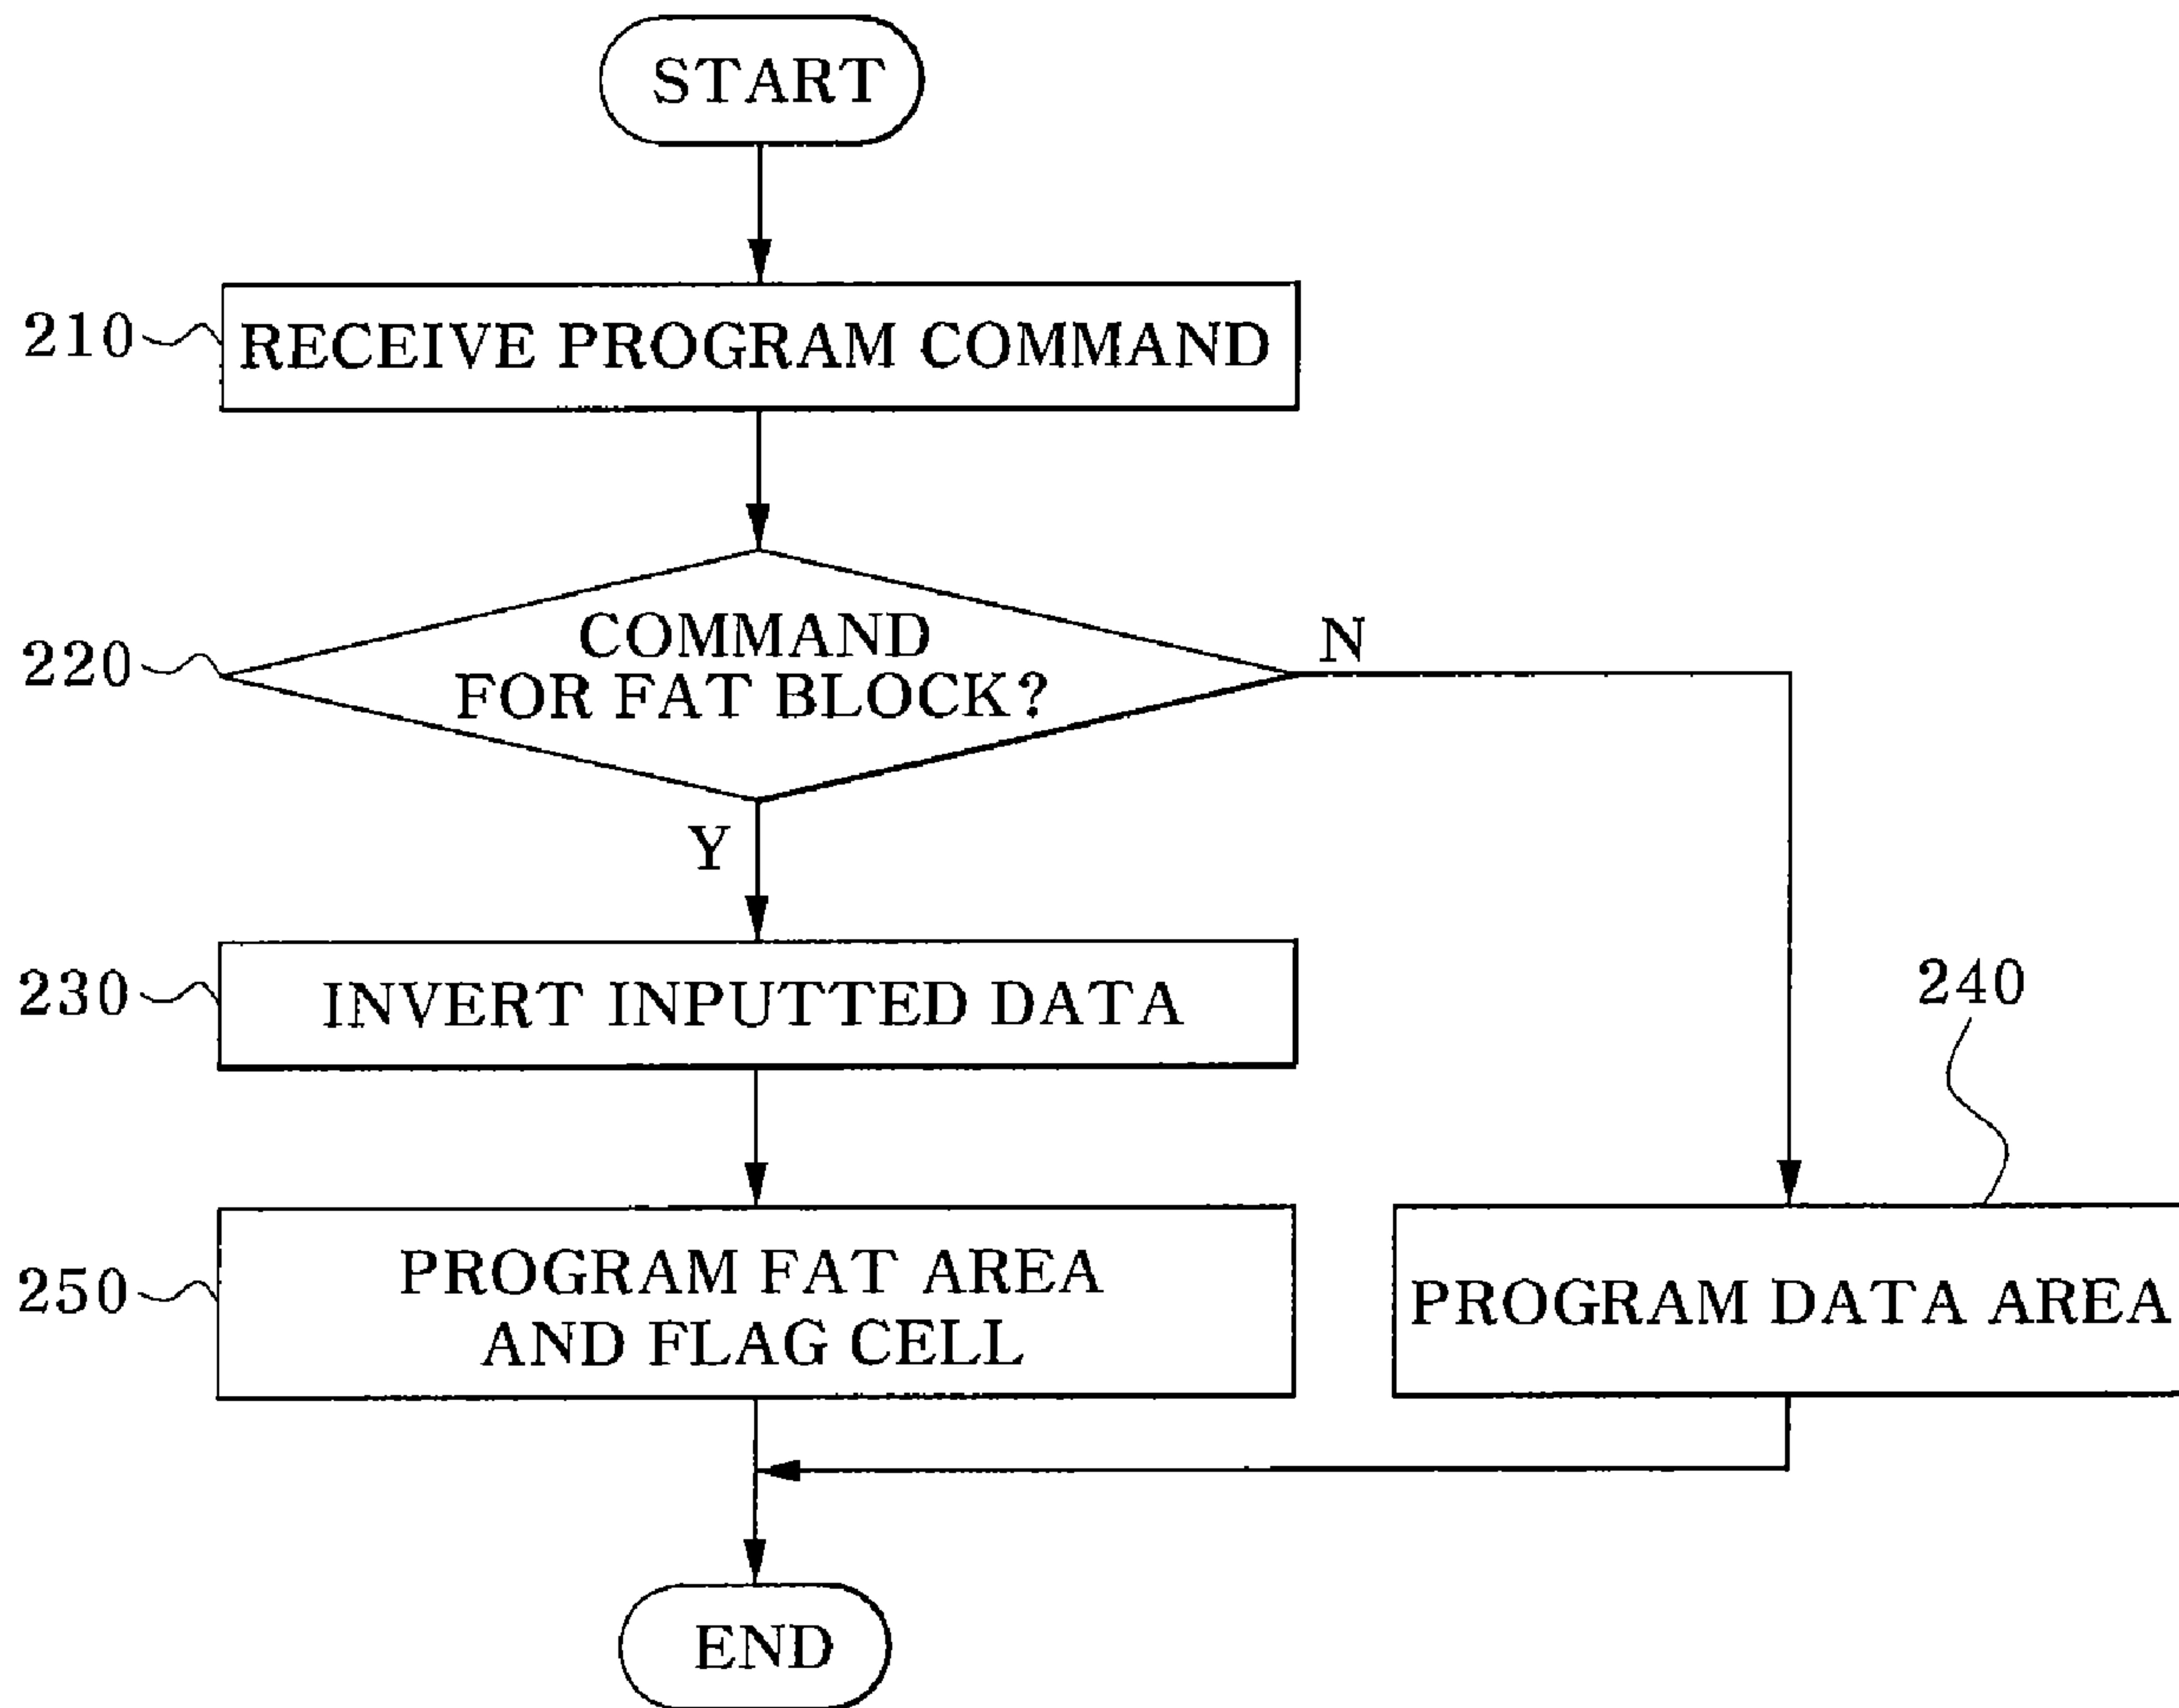 START
210
RECEIVE PROGRAM COMMAND
220
COMMAND
FOR FAT BLOCK?
N
Y
230
INVERT INPUTTED DATA
240
250
PROGRAM FAT AREA
AND FLAG CELL
PROGRAM DATA AREA
END